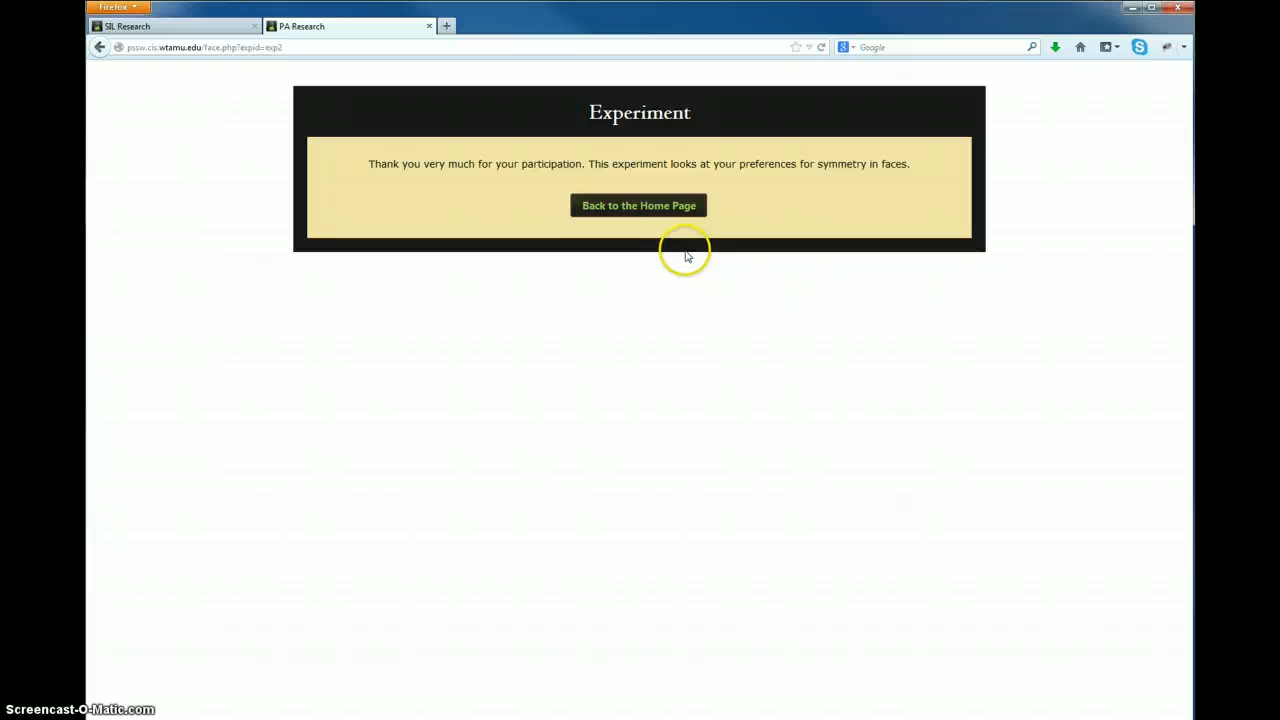 Firefox
SIL Research
PA Research
pssw.cis.wtamu.edu/face.php?expid=exp2
Google
Experiment
Thank you very much for your participation. This experiment looks at your preferences for symmetry in faces.
Back to the Home Page
Screencast-O-Matic.com